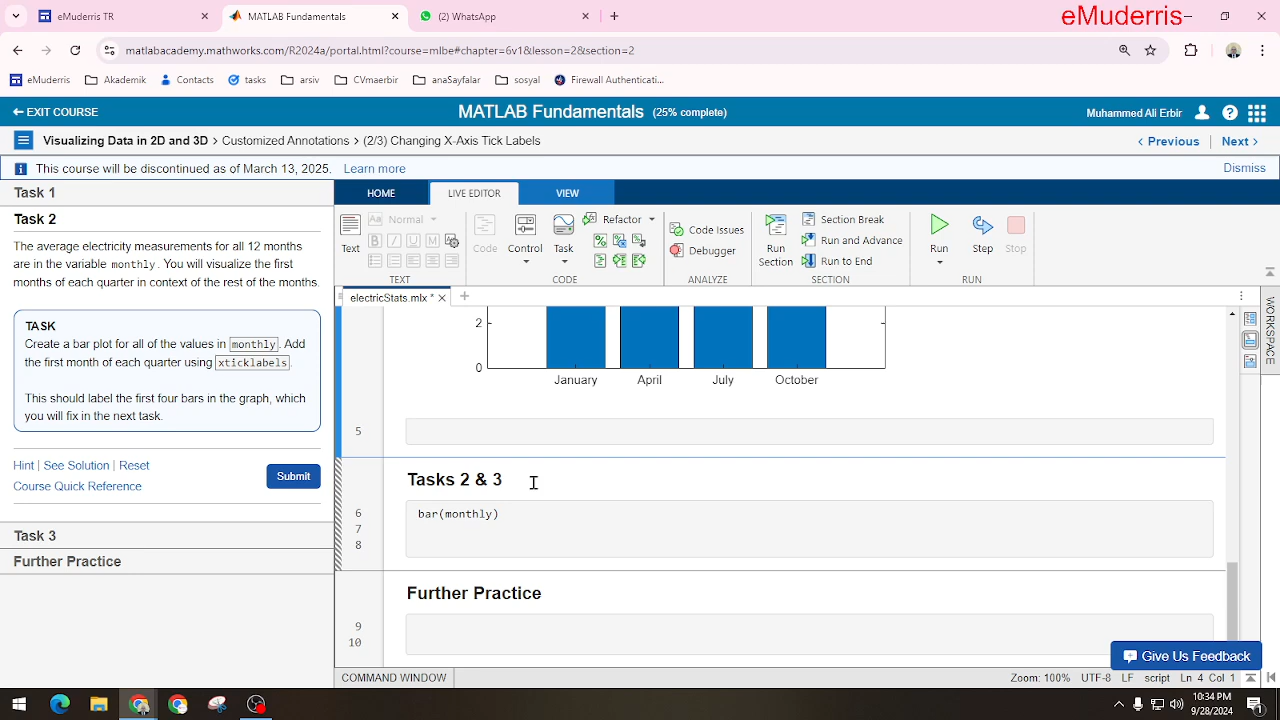 eMuderris TR
MATLAB Fundamentals
(2) WhatsApp
eMuderris
matlabacademy.mathworks.com/R2024a/portal.html?course=mlbe#chapter=6v1&lesson=2&section=2
eMuderris
Akademik
Contacts
tasks
arsiv
CVmaerbir
anaSayfalar
sosyal
Firewall Authenticati...
EXIT COURSE
MATLAB Fundamentals (25% complete)
Muhammed Ali Erbir
Visualizing Data in 2D and 3D > Customized Annotations > (2/3) Changing X-Axis Tick Labels
< Previous | Next >
This course will be discontinued as of March 13, 2025. Learn more
Dismiss
Task 1
Task 2
The average electricity measurements for all 12 months
are in the variable monthly. You will visualize the first
months of each quarter in context of the rest of the months.
TASK
Create a bar plot for all of the values in monthly. Add
the first month of each quarter using xticklabels.
This should label the first four bars in the graph, which
you will fix in the next task.
Hint | See Solution | Reset
Submit
Course Quick Reference
Task 3
Further Practice
HOME
LIVE EDITOR
VIEW
Text
Aa Normal
B I U M
TEXT
Code
Control
Task
Refactor
CODE
Code Issues
Debugger
ANALYZE
Run
Section
Section Break
Run and Advance
Run to End
SECTION
Run
Step
Stop
RUN
electricStats.mlx *
WORKSPACE
2
0
January April July October
5
Tasks 2 & 3
6 bar(monthly)
7
8
Further Practice
9
10
Give Us Feedback
COMMAND WINDOW
Zoom: 100% UTF-8 LF script Ln 4 Col 1
10:34 PM
9/28/2024